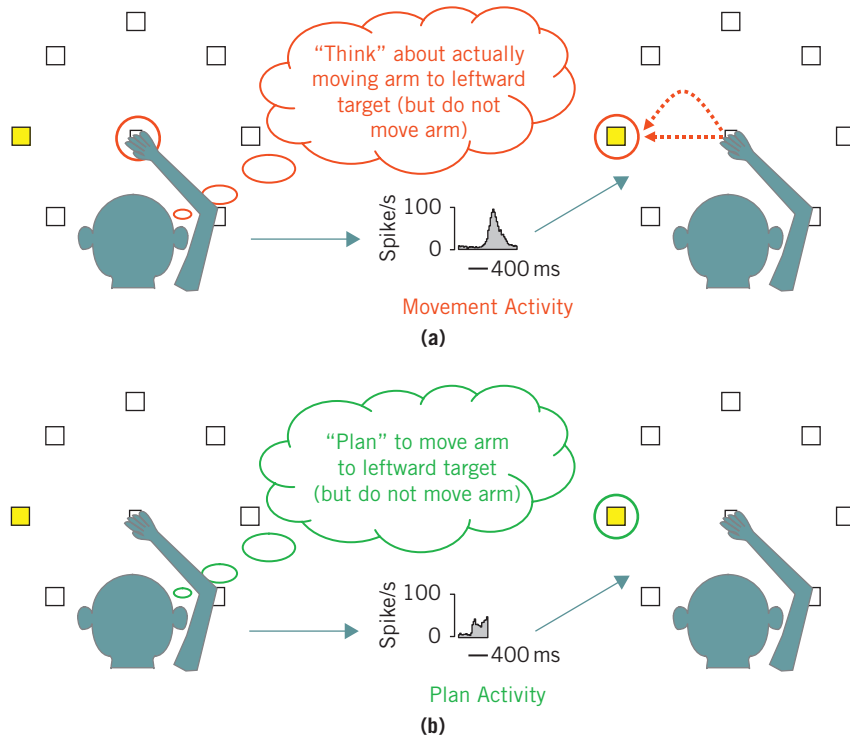 “Think” about actually
moving arm to leftward
target (but do not
move arm)
Spike/s
100
0
400 ms
Movement Activity
(a)
“Plan” to move arm
to leftward target
(but do not move arm)
Spike/s
100
0
400 ms
Plan Activity
(b)